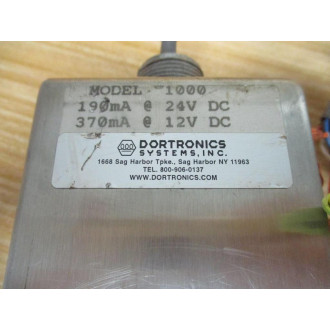 MODEL 1000
190mA @ 24V DC
370mA @ 12V DC
DORTRONICS
SYSTEMS, INC.
1668 Sag Harbor Tpke., Sag Harbor NY 11963
TEL. 800-906-0137
WWW.DORTRONICS.COM